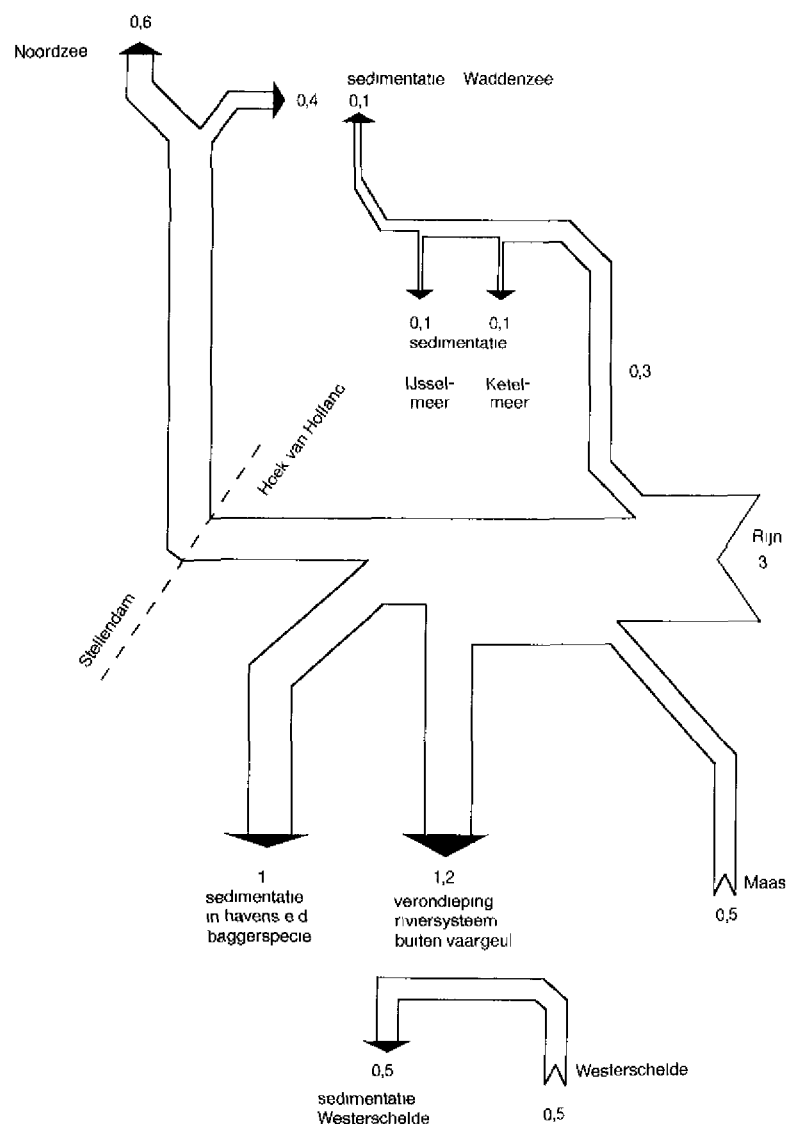 0,6
Noordzee
0,4
sedimentatie Waddenzee
0,1
0,1 0,1
sedimentatie
IJssel-
meer
Ketel-
meer
0,3
Hoek van Holland
Stellendam
Rijn
3
1
sedimentatie
in havens e d
baggerspecie
1,2
verondieping
riviersysteem
buiten vaargeul
Maas
0,5
0,5
sedimentatie
Westerschelde
Westerschelde
0,5